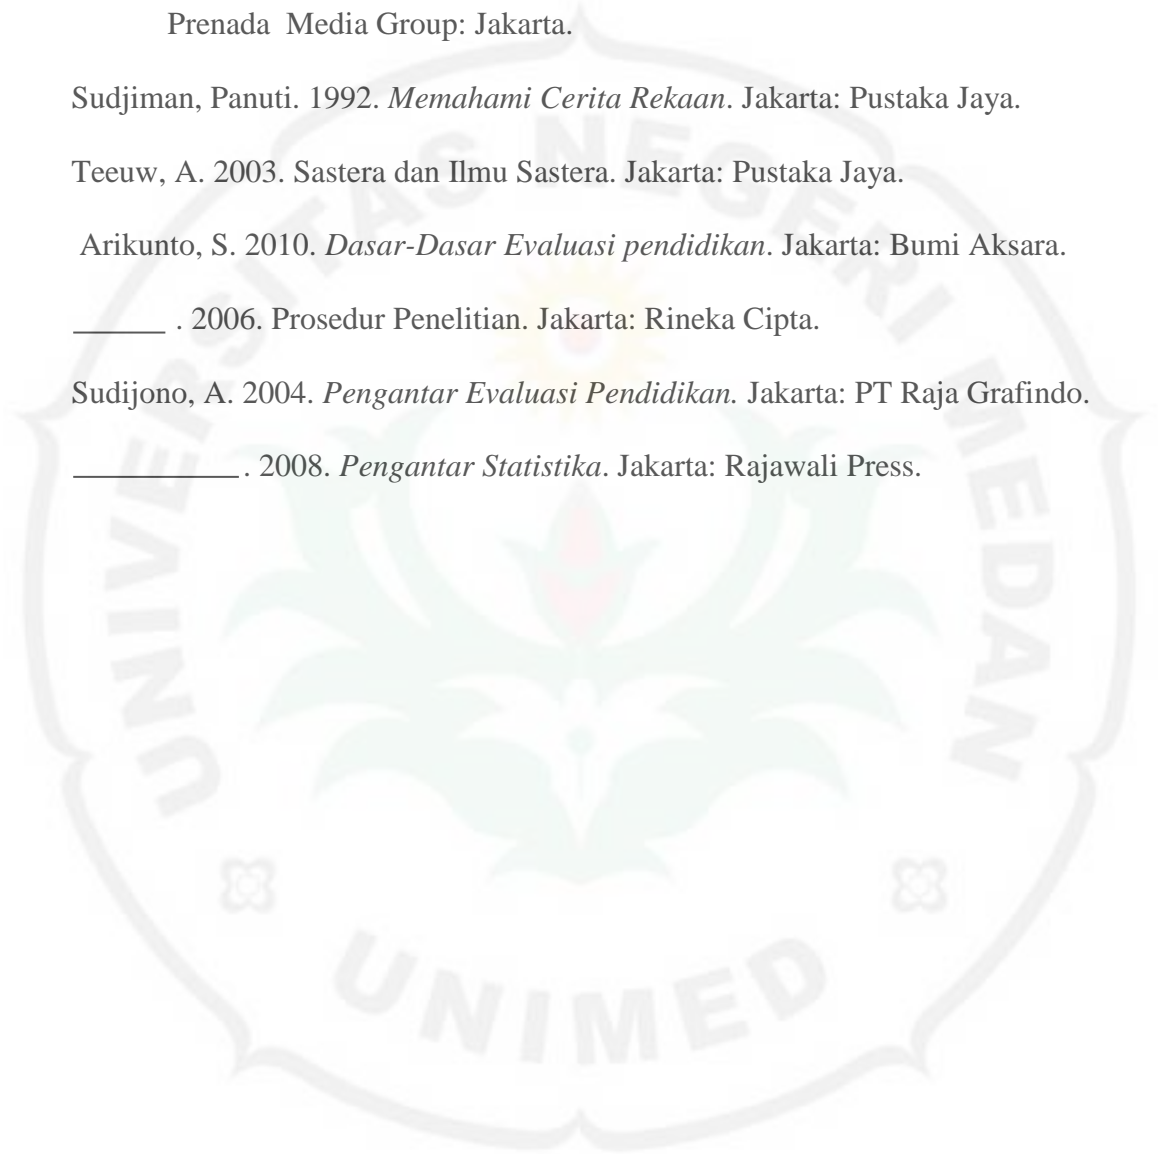 Prenada  Media Group: Jakarta.
Sudjiman, Panuti. 1992. Memahami Cerita Rekaan. Jakarta: Pustaka Jaya.
Teeuw, A. 2003. Sastera dan Ilmu Sastera. Jakarta: Pustaka Jaya.
Arikunto, S. 2010. Dasar-Dasar Evaluasi pendidikan. Jakarta: Bumi Aksara.
______ . 2006. Prosedur Penelitian. Jakarta: Rineka Cipta.
Sudijono, A. 2004. Pengantar Evaluasi Pendidikan. Jakarta: PT Raja Grafindo.
___________. 2008. Pengantar Statistika. Jakarta: Rajawali Press.
UNIVERSITAS NEGERI MEDAN
UNIMED